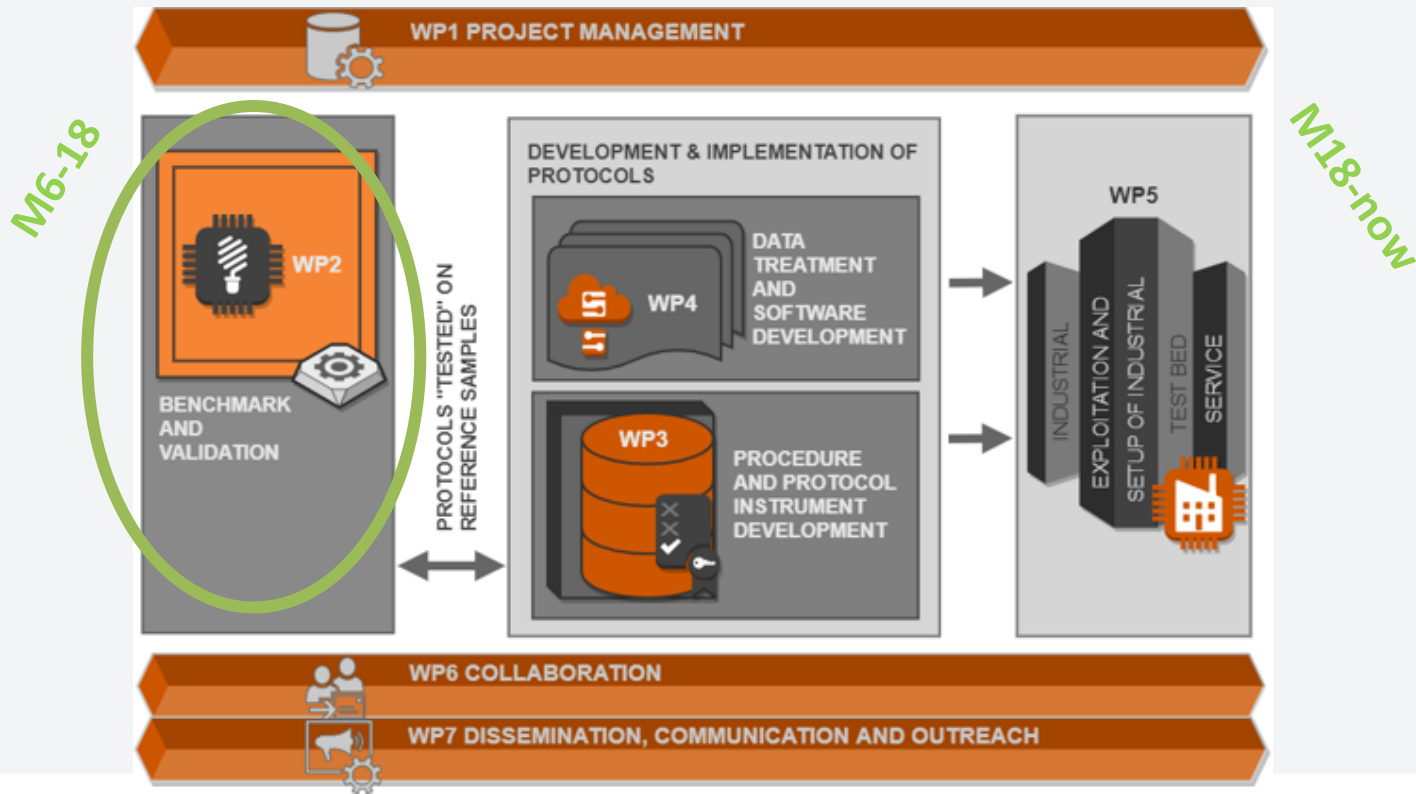 WP1 PROJECT MANAGEMENT
M6-18
M18-now
WP2
BENCHMARK
AND
VALIDATION
PROTOCOLS "TESTED" ON
REFERENCE SAMPLES
DEVELOPMENT & IMPLEMENTATION OF
PROTOCOLS
WP4
DATA
TREATMENT
AND
SOFTWARE
DEVELOPMENT
WP3
PROCEDURE
AND PROTOCOL
INSTRUMENT
DEVELOPMENT
WP5
INDUSTRIAL
EXPLOITATION AND
SETUP OF INDUSTRIAL
TEST BED
SERVICE
WP6 COLLABORATION
WP7 DISSEMINATION, COMMUNICATION AND OUTREACH